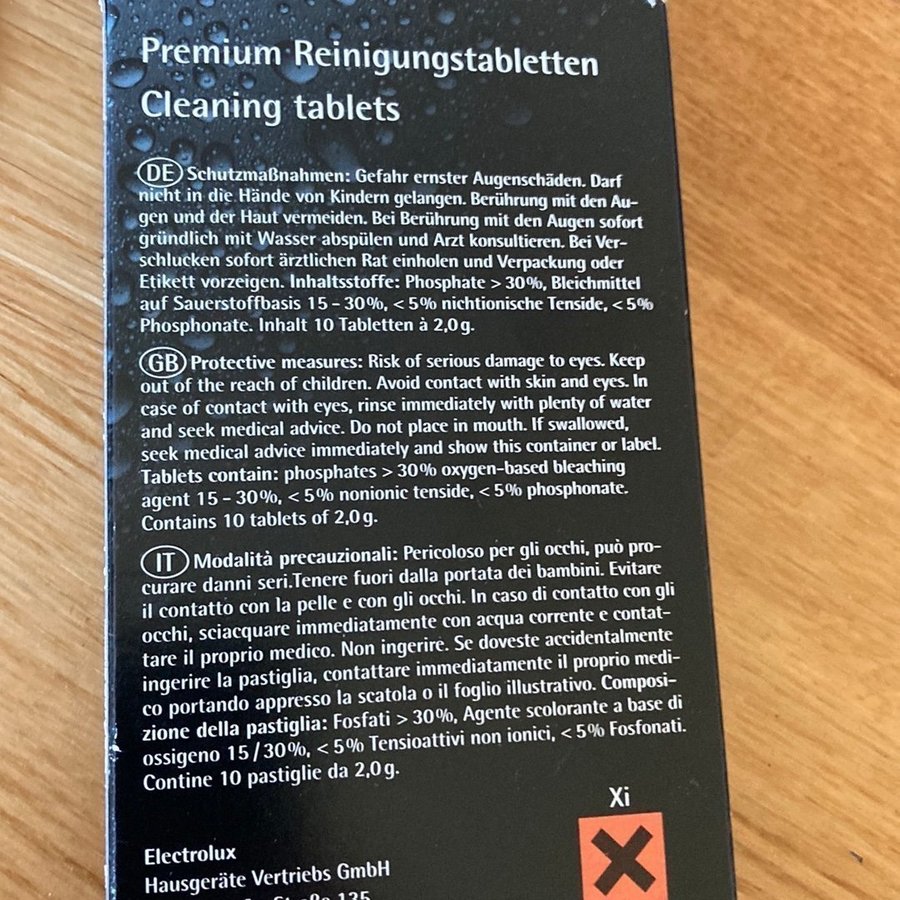 Premium Reinigungstabletten
Cleaning tablets
DE Schutzmaßnahmen: Gefahr ernster Augenschäden. Darf
nicht in die Hände von Kindern gelangen. Berührung mit den Au-
gen und der Haut vermeiden. Bei Berührung mit den Augen sofort
gründlich mit Wasser abspülen und Arzt konsultieren. Bei Ver-
schlucken sofort ärztlichen Rat einholen und Verpackung oder
Etikett vorzeigen. Inhaltsstoffe: Phosphate > 30%, Bleichmittel
auf Sauerstoffbasis 15 – 30%, < 5% nichtionische Tenside, < 5%
Phosphonate. Inhalt 10 Tabletten à 2,0 g.
GB Protective measures: Risk of serious damage to eyes. Keep
out of the reach of children. Avoid contact with skin and eyes. In
case of contact with eyes, rinse immediately with plenty of water
and seek medical advice. Do not place in mouth. If swallowed,
seek medical advice immediately and show this container or label.
Tablets contain: phosphates > 30% oxygen-based bleaching
agent 15 – 30%, < 5% nonionic tenside, < 5% phosphonate.
Contains 10 tablets of 2,0 g.
IT Modalità precauzionali: Pericoloso per gli occhi, può pro-
curare danni seri.Tenere fuori dalla portata dei bambini. Evitare
il contatto con la pelle e con gli occhi. In caso di contatto con gli
occhi, sciacquare immediatamente con acqua corrente e contat-
tare il proprio medico. Non ingerire. Se doveste accidentalmente
ingerire la pastiglia, contattare immediatamente il proprio medi-
co portando appresso la scatola o il foglio illustrativo. Composi-
zione della pastiglia: Fosfati > 30%, Agente scolorante a base di
ossigeno 15 / 30%, < 5% Tensioattivi non ionici, < 5% Fosfonati.
Contine 10 pastiglie da 2,0 g.
Xi
Electrolux
Hausgeräte Vertriebs GmbH
Straße 135